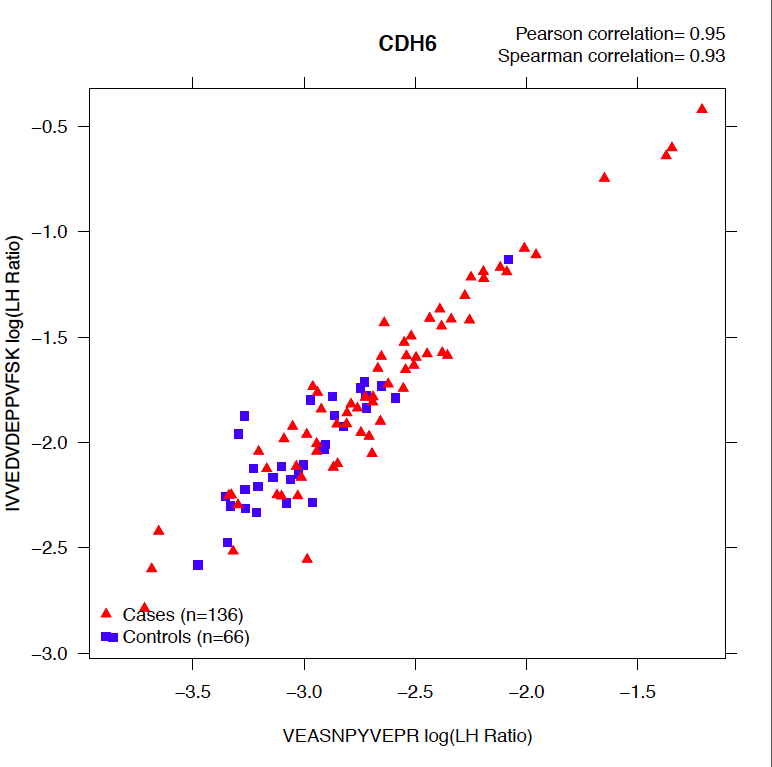 CDH6
Pearson correlation= 0.95
Spearman correlation= 0.93
IVVEDVDEPPVFSK log(LH Ratio)
−0.5
−1.0
−1.5
−2.0
−2.5
−3.0
Cases (n=136)
Controls (n=66)
−3.5 −3.0 −2.5 −2.0 −1.5
VEASNPYVEPR log(LH Ratio)